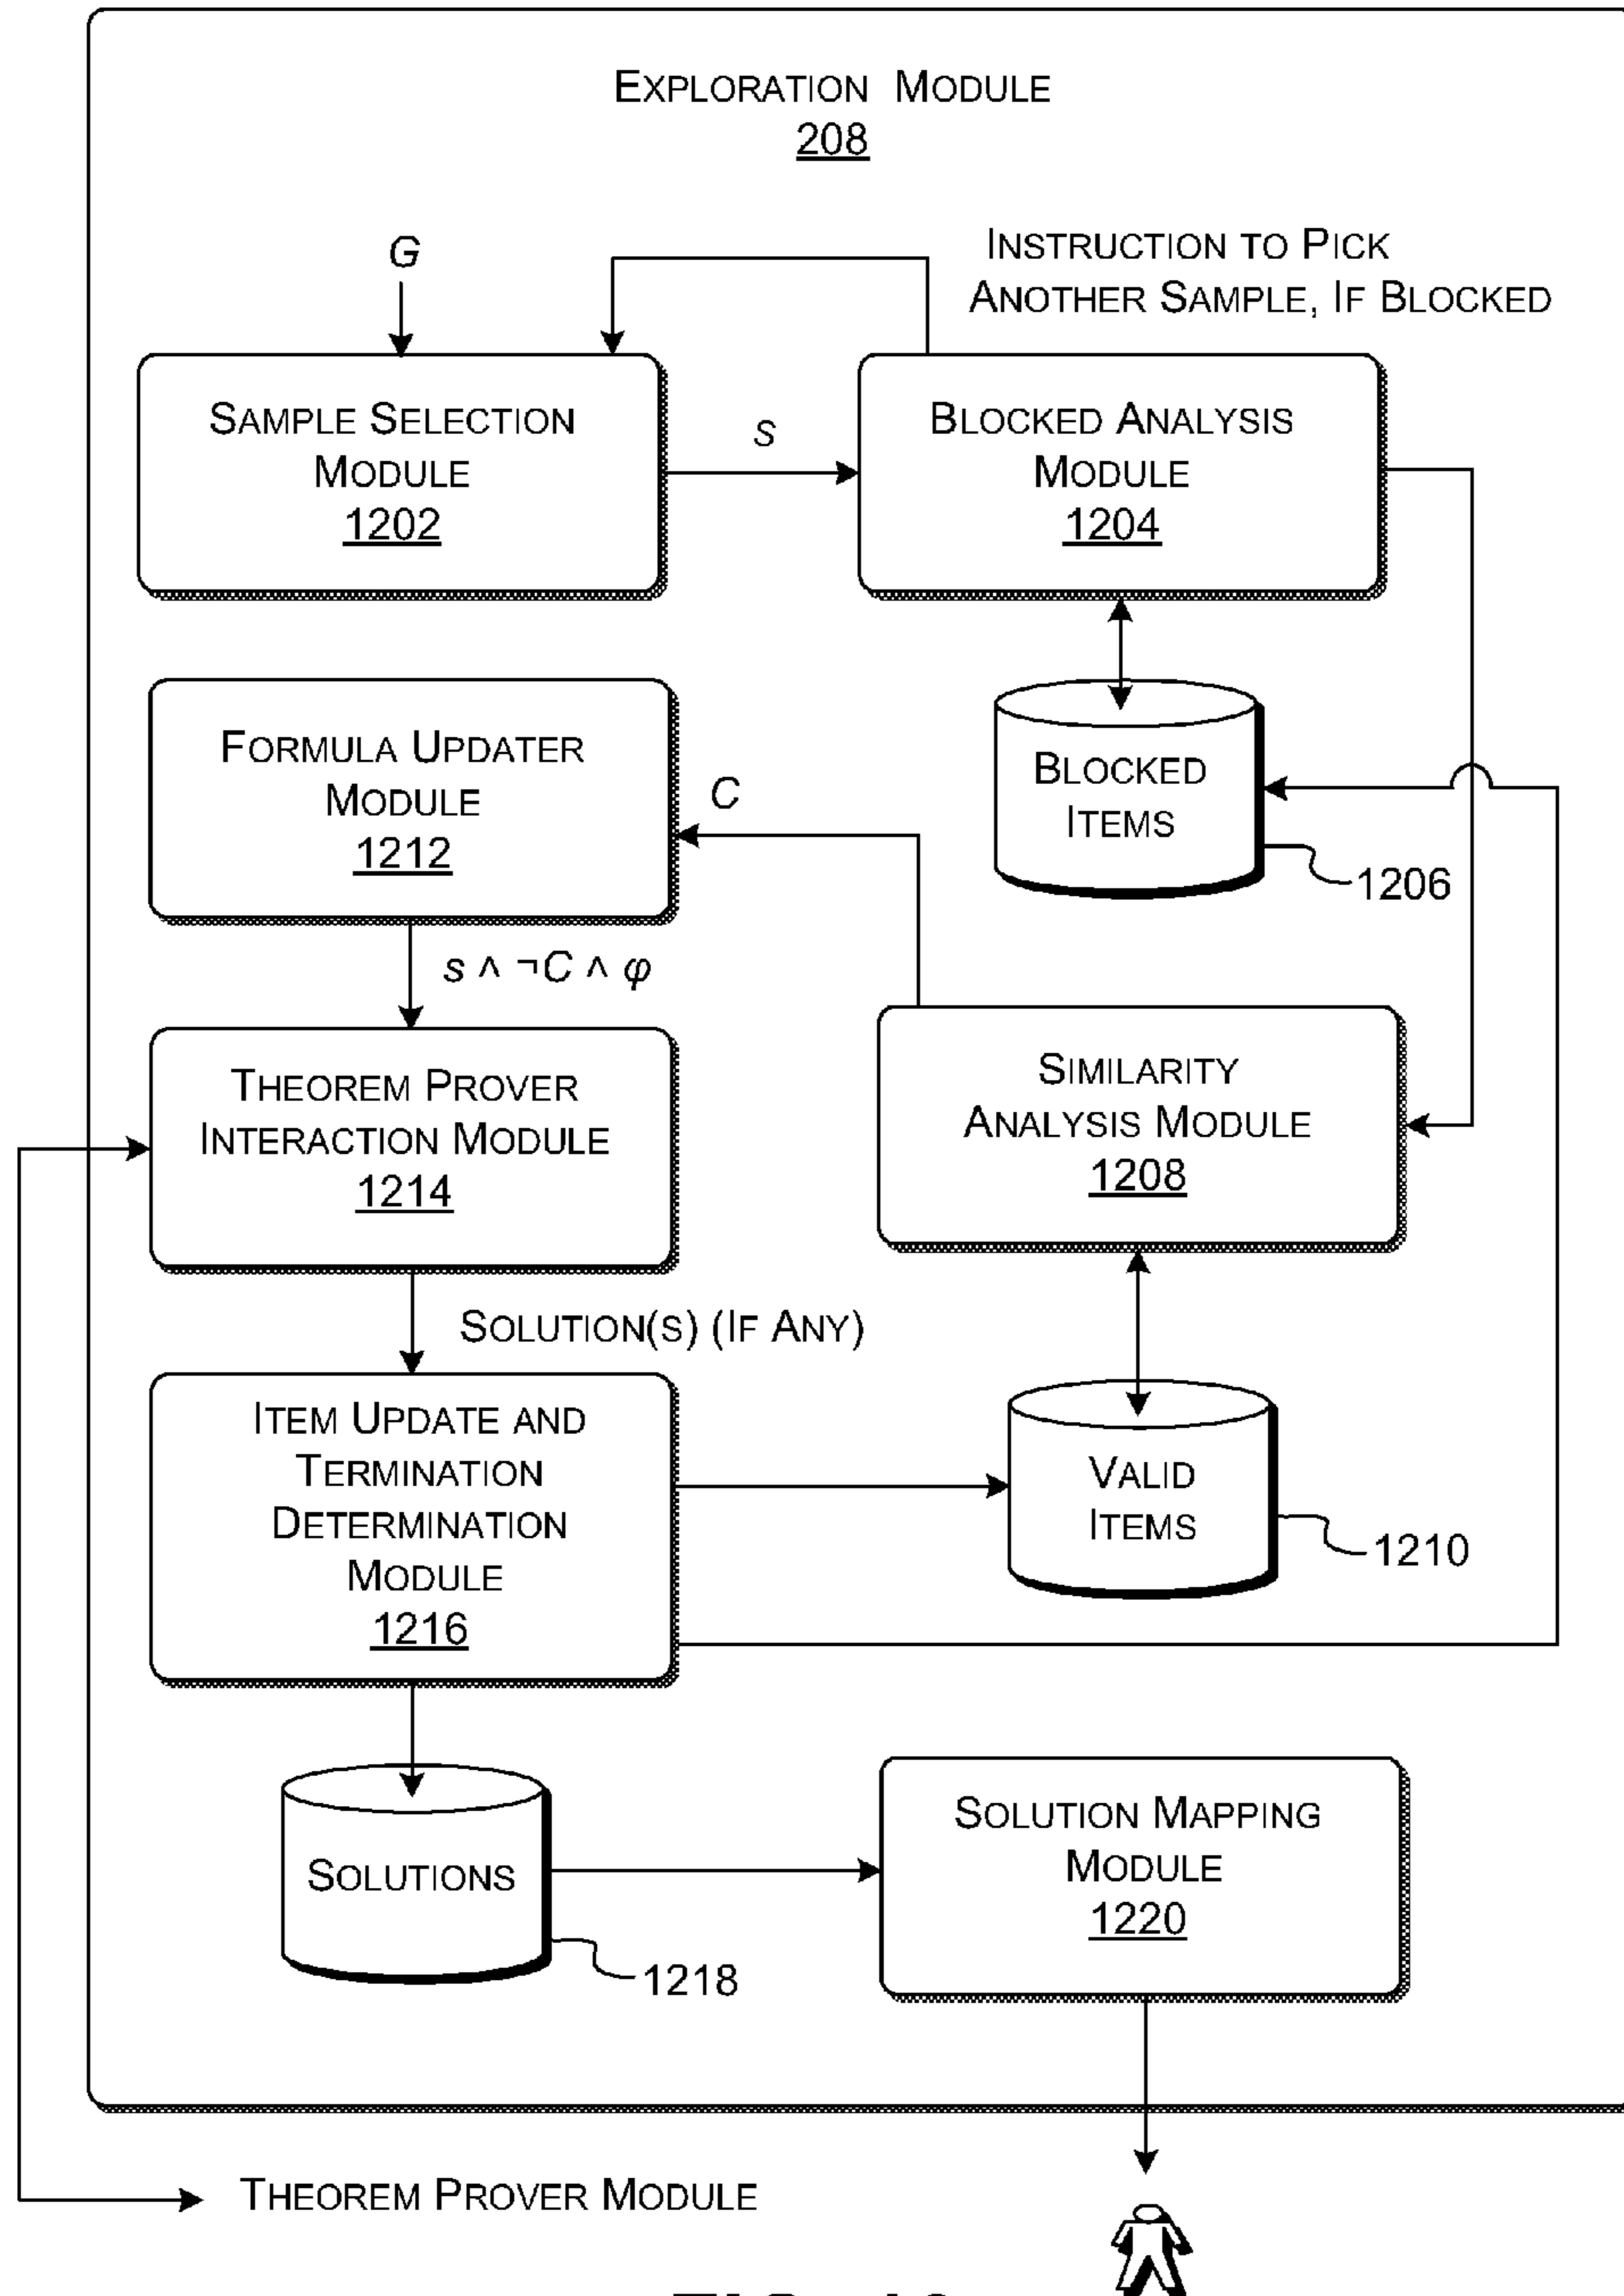 EXPLORATION MODULE
208
G
INSTRUCTION TO PICK
ANOTHER SAMPLE, IF BLOCKED
SAMPLE SELECTION
MODULE
1202
S
BLOCKED ANALYSIS
MODULE
1204
FORMULA UPDATER
MODULE
1212
C
BLOCKED
ITEMS
1206
s ∧ ¬C ∧ φ
THEOREM PROVER
INTERACTION MODULE
1214
SIMILARITY
ANALYSIS MODULE
1208
SOLUTION(S) (IF ANY)
ITEM UPDATE AND
TERMINATION
DETERMINATION
MODULE
1216
VALID
ITEMS
1210
SOLUTIONS
1218
SOLUTION MAPPING
MODULE
1220
THEOREM PROVER MODULE